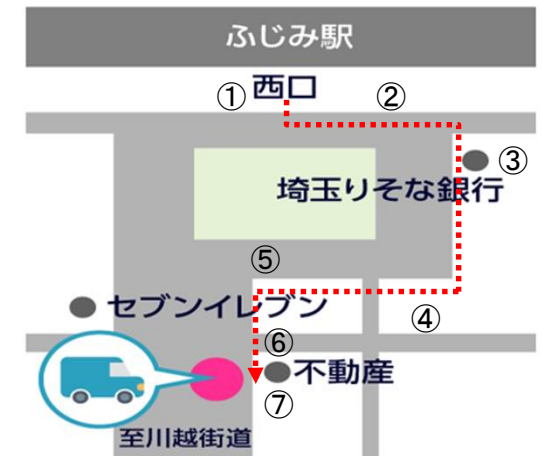 ふじみ駅
① 西口 ②
③
埼玉りそな銀行
⑤
セブンイレブン
④
⑥
不動産
⑦
至川越街道